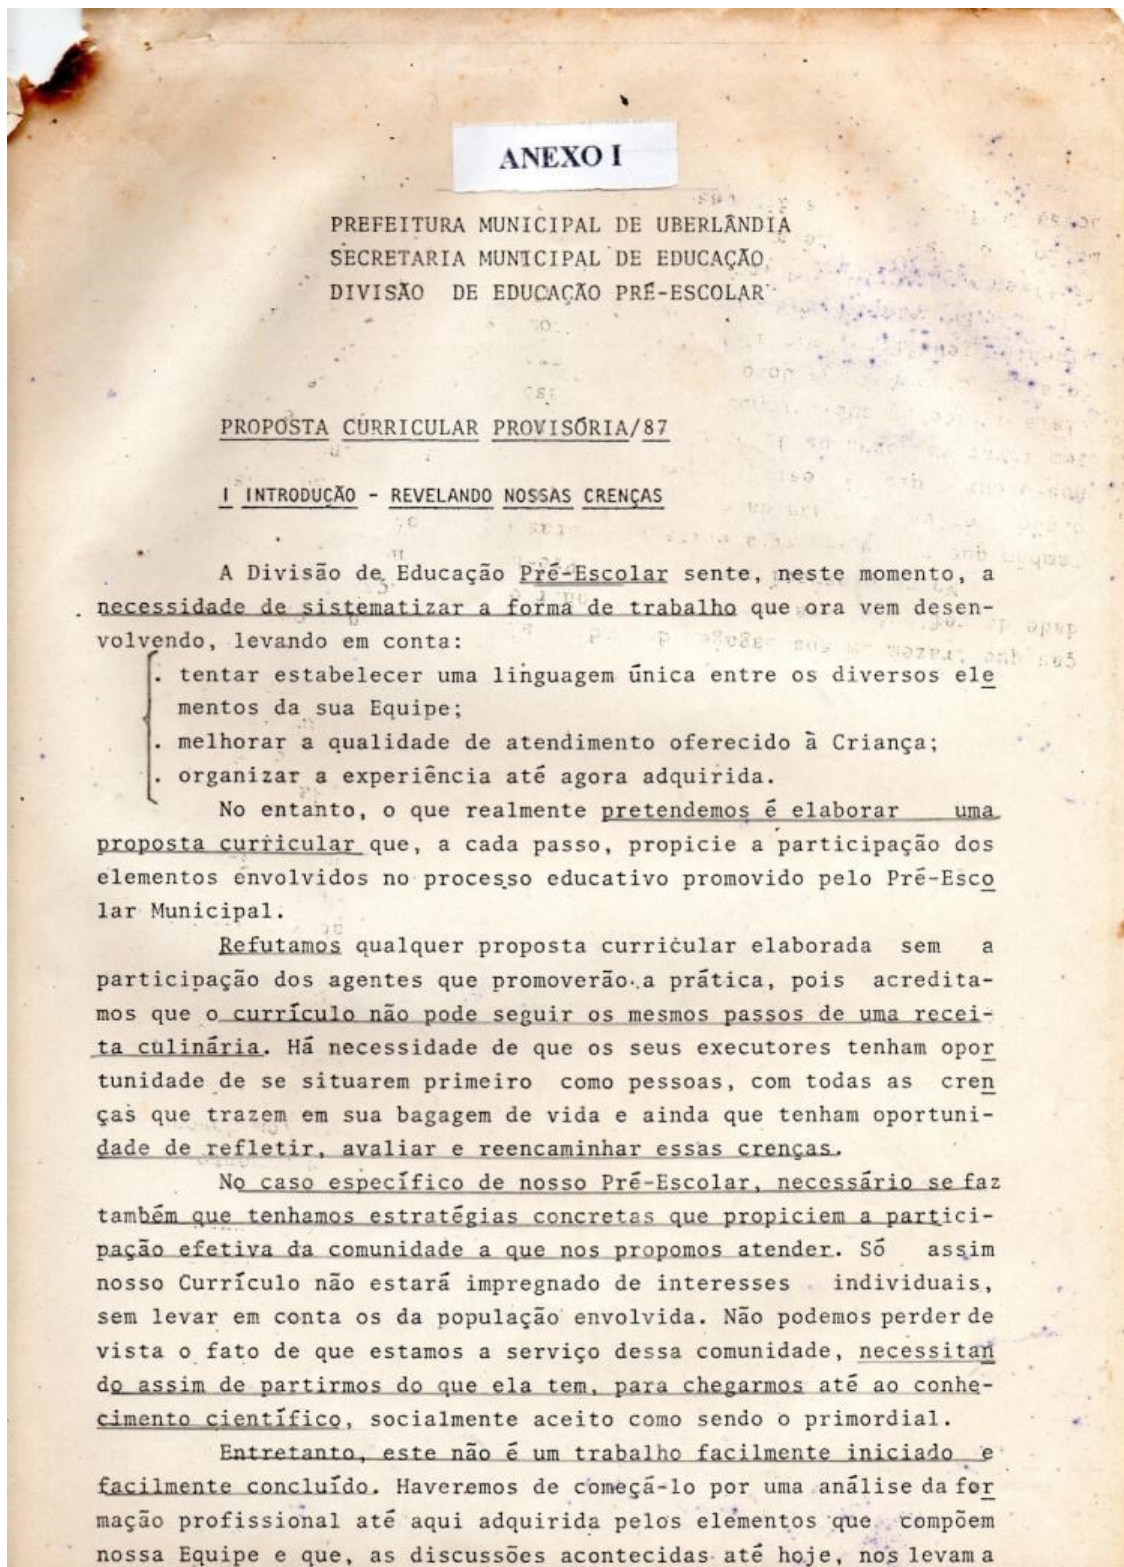 ANEXO I
PREFEITURA MUNICIPAL DE UBERLÂNDIA
SECRETARIA MUNICIPAL DE EDUCAÇÃO
DIVISÃO DE EDUCAÇÃO PRÉ-ESCOLAR
PROPOSTA CURRICULAR PROVISÓRIA/87
I INTRODUÇÃO - REVELANDO NOSSAS CRENÇAS
A Divisão de Educação Pré-Escolar sente, neste momento, a
necessidade de sistematizar a forma de trabalho que ora vem desen-
volvendo, levando em conta:
. tentar estabelecer uma linguagem única entre os diversos ele
mentos da sua Equipe;
. melhorar a qualidade de atendimento oferecido à Criança;
. organizar a experiência até agora adquirida.
No entanto, o que realmente pretendemos é elaborar uma
proposta curricular que, a cada passo, propicie a participação dos
elementos envolvidos no processo educativo promovido pelo Pré-Esco
lar Municipal.
Refutamos qualquer proposta curricular elaborada sem a
participação dos agentes que promoverão a prática, pois acredita-
mos que o currículo não pode seguir os mesmos passos de uma recei-
ta culinária. Há necessidade de que os seus executores tenham opor
tunidade de se situarem primeiro como pessoas, com todas as cren
ças que trazem em sua bagagem de vida e ainda que tenham oportuni-
dade de refletir, avaliar e reencaminhar essas crenças.
No caso específico de nosso Pré-Escolar, necessário se faz
também que tenhamos estratégias concretas que propiciem a partici-
pação efetiva da comunidade a que nos propomos atender. Só assim
nosso Currículo não estará impregnado de interesses individuais,
sem levar em conta os da população envolvida. Não podemos perder de
vista o fato de que estamos a serviço dessa comunidade, necessitan
do assim de partirmos do que ela tem, para chegarmos até ao conhe-
cimento científico, socialmente aceito como sendo o primordial.
Entretanto, este não é um trabalho facilmente iniciado e
facilmente concluído. Haveremos de começá-lo por uma análise da for
mação profissional até aqui adquirida pelos elementos que compõem
nossa Equipe e que, as discussões acontecidas até hoje, nos levam a